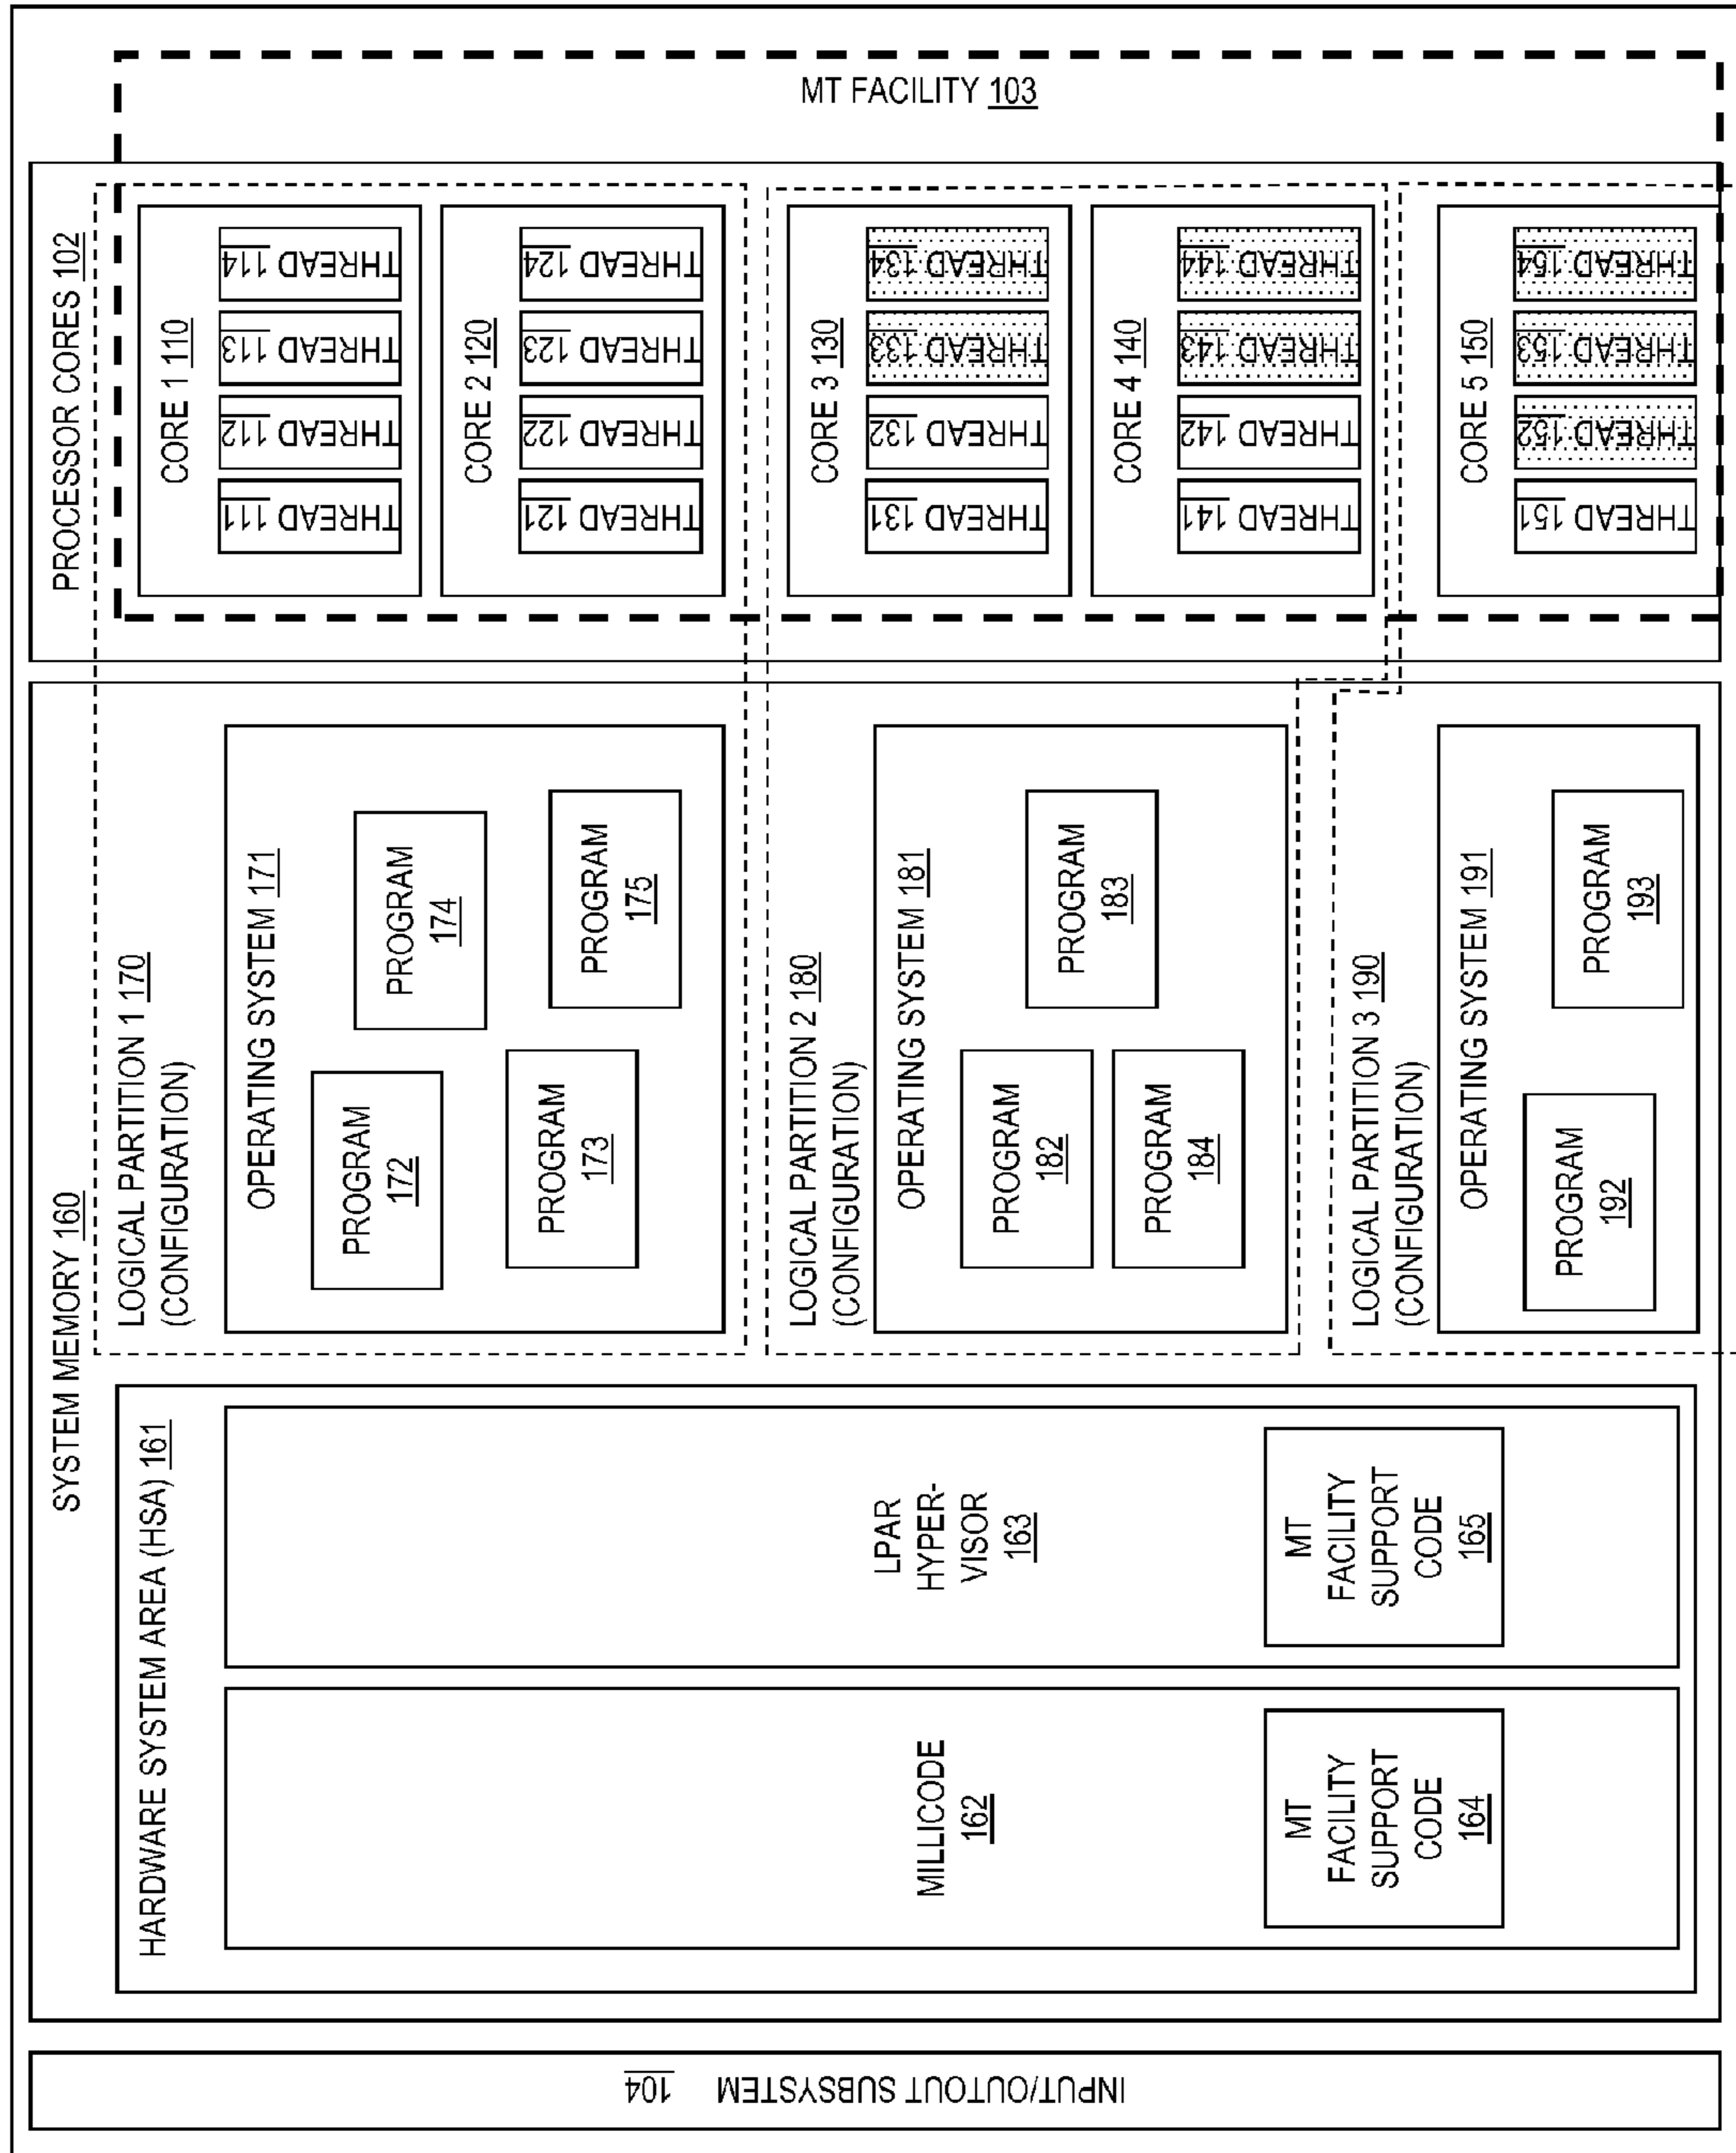 INPUT/OUTOUT SUBSYSTEM 104
SYSTEM MEMORY 160
HARDWARE SYSTEM AREA (HSA) 161
MILLICODE
162
MT
FACILITY
SUPPORT
CODE
164
LPAR
HYPER-
VISOR
163
MT
FACILITY
SUPPORT
CODE
165
LOGICAL PARTITION 1 170
(CONFIGURATION)
OPERATING SYSTEM 171
PROGRAM
172
PROGRAM
174
PROGRAM
173
PROGRAM
175
LOGICAL PARTITION 2 180
(CONFIGURATION)
OPERATING SYSTEM 181
PROGRAM
182
PROGRAM
183
PROGRAM
184
LOGICAL PARTITION 3 190
(CONFIGURATION)
OPERATING SYSTEM 191
PROGRAM
192
PROGRAM
193
PROCESSOR CORES 102
CORE 1 110
THREAD 111
THREAD 112
THREAD 113
THREAD 114
CORE 2 120
THREAD 121
THREAD 122
THREAD 123
THREAD 124
CORE 3 130
THREAD 131
THREAD 132
THREAD 133
THREAD 134
CORE 4 140
THREAD 141
THREAD 142
THREAD 143
THREAD 144
CORE 5 150
THREAD 151
THREAD 152
THREAD 153
THREAD 154
MT FACILITY 103